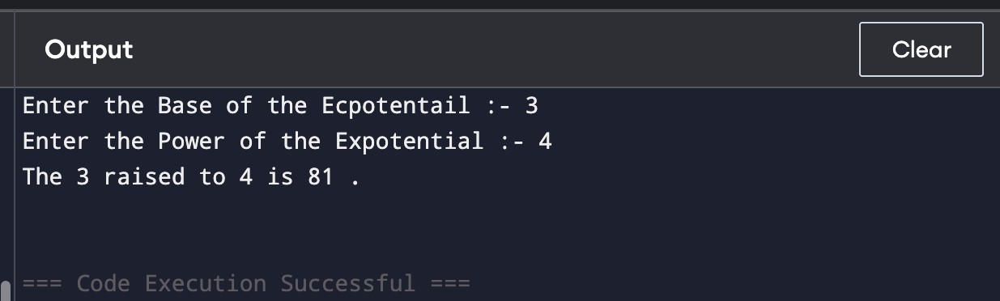 Output
Clear
Enter the Base of the Ecpotentail :- 3
Enter the Power of the Expotential :- 4
The 3 raised to 4 is 81 .
=== Code Execution Successful ===